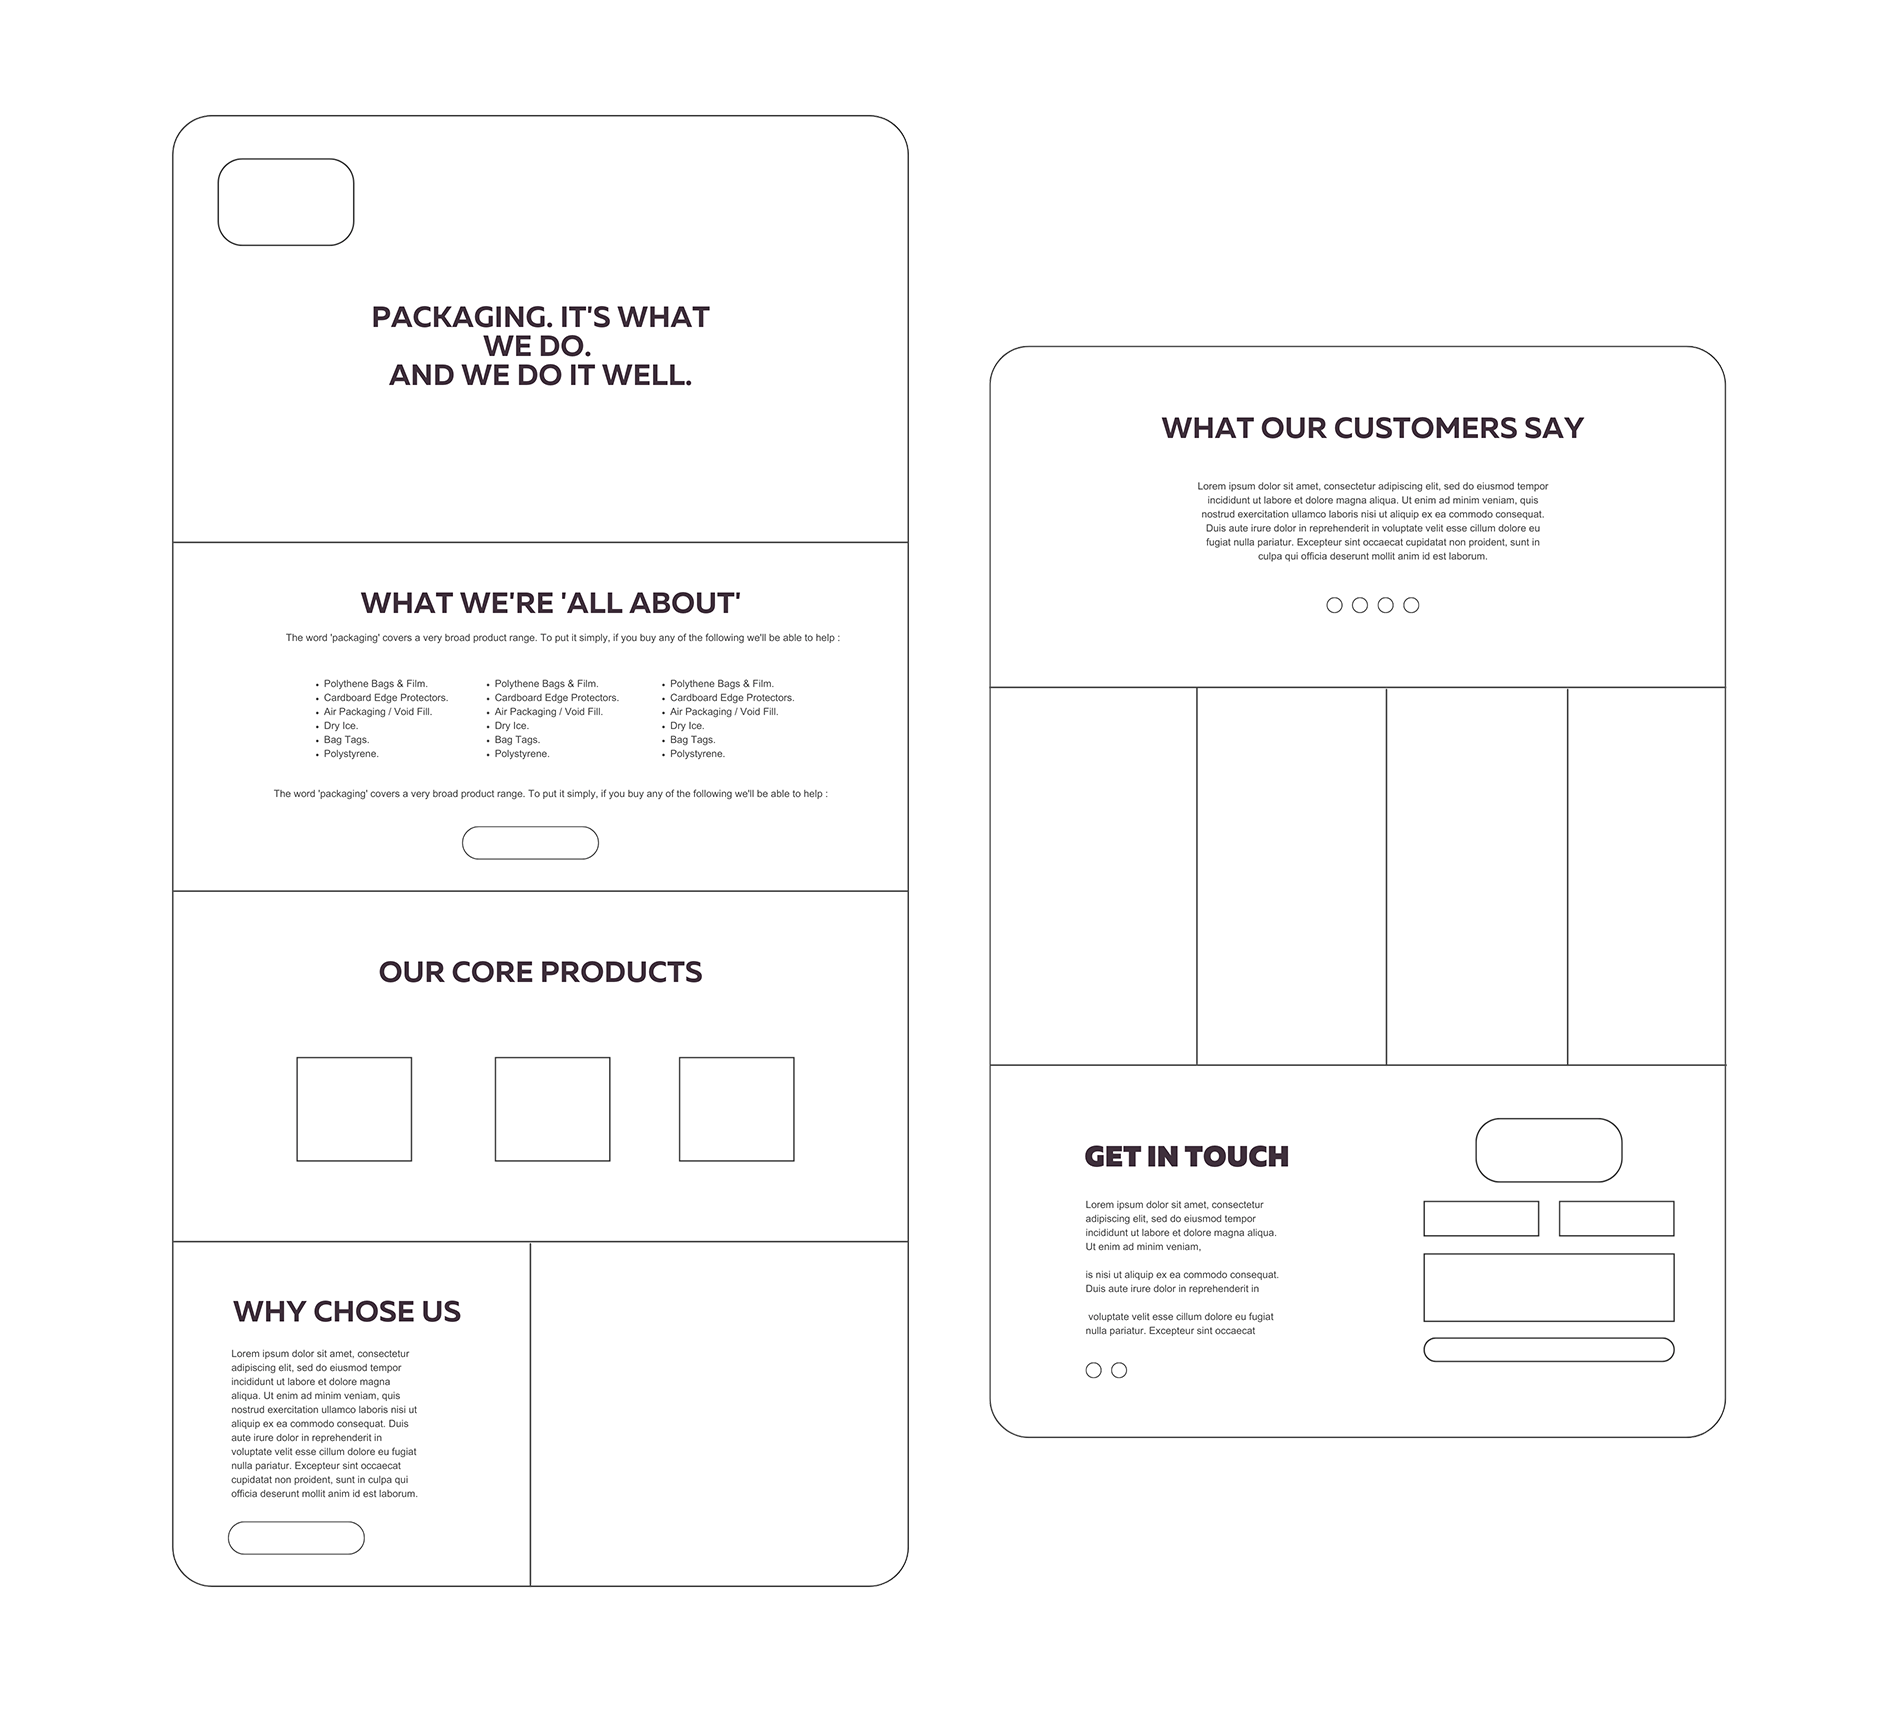 PACKAGING. IT'S WHAT
WE DO.
AND WE DO IT WELL.
WHAT WE'RE 'ALL ABOUT'
The word 'packaging' covers a very broad product range. To put it simply, if you buy any of the following we'll be able to help :
• Polythene Bags & Film.
• Cardboard Edge Protectors.
• Air Packaging / Void Fill.
• Dry Ice.
• Bag Tags.
• Polystyrene.
• Polythene Bags & Film.
• Cardboard Edge Protectors.
• Air Packaging / Void Fill.
• Dry Ice.
• Bag Tags.
• Polystyrene.
• Polythene Bags & Film.
• Cardboard Edge Protectors.
• Air Packaging / Void Fill.
• Dry Ice.
• Bag Tags.
• Polystyrene.
The word 'packaging' covers a very broad product range. To put it simply, if you buy any of the following we'll be able to help :
OUR CORE PRODUCTS
WHY CHOSE US
Lorem ipsum dolor sit amet, consectetur
adipiscing elit, sed do eiusmod tempor
incididunt ut labore et dolore magna
aliqua. Ut enim ad minim veniam, quis
nostrud exercitation ullamco laboris nisi ut
aliquip ex ea commodo consequat. Duis
aute irure dolor in reprehenderit in
voluptate velit esse cillum dolore eu fugiat
nulla pariatur. Excepteur sint occaecat
cupidatat non proident, sunt in culpa qui
officia deserunt mollit anim id est laborum.
WHAT OUR CUSTOMERS SAY
Lorem ipsum dolor sit amet, consectetur adipiscing elit, sed do eiusmod tempor
incididunt ut labore et dolore magna aliqua. Ut enim ad minim veniam, quis
nostrud exercitation ullamco laboris nisi ut aliquip ex ea commodo consequat.
Duis aute irure dolor in reprehenderit in voluptate velit esse cillum dolore eu
fugiat nulla pariatur. Excepteur sint occaecat cupidatat non proident, sunt in
culpa qui officia deserunt mollit anim id est laborum.
GET IN TOUCH
Lorem ipsum dolor sit amet, consectetur
adipiscing elit, sed do eiusmod tempor
incididunt ut labore et dolore magna aliqua.
Ut enim ad minim veniam,
is nisi ut aliquip ex ea commodo consequat.
Duis aute irure dolor in reprehenderit in
voluptate velit esse cillum dolore eu fugiat
nulla pariatur. Excepteur sint occaecat